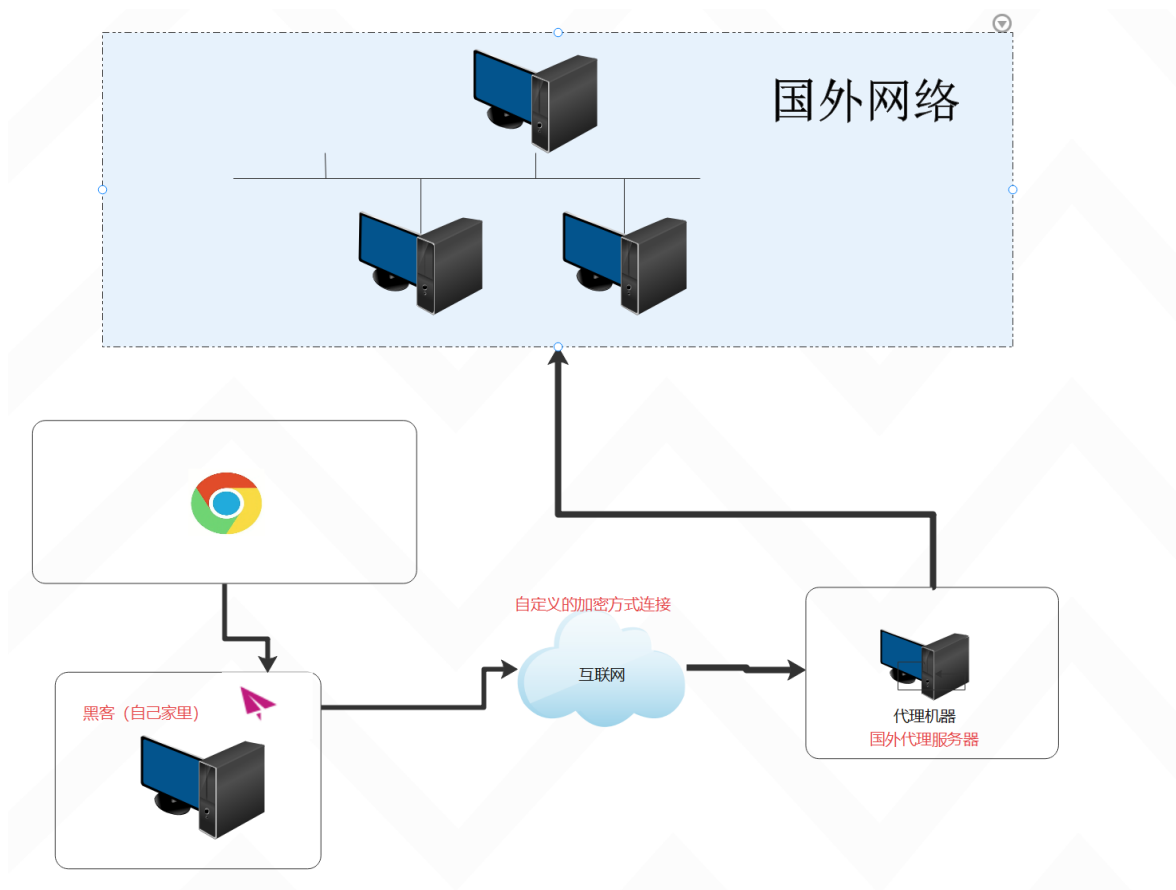 国外网络
自定义的加密方式连接
互联网
黑客（自己家里）
代理机器
国外代理服务器